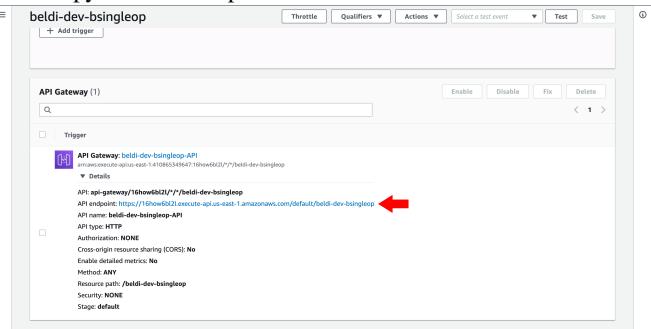 beldi-dev-bsingleop
Throttle
Qualifiers
Actions
Select a test event
Test
Save
+ Add trigger
API Gateway (1)
Enable
Disable
Fix
Delete
< 1 >
Trigger
API Gateway: beldi-dev-bsingleop-API
arn:aws:execute-api:us-east-1:410865349647:16how6bl2l/*/*/beldi-dev-bsingleop
▼ Details
API: api-gateway/16how6bl2l/*/*/beldi-dev-bsingleop
API endpoint: https://16how6bl2l.execute-api.us-east-1.amazonaws.com/default/beldi-dev-bsingleop
API name: beldi-dev-bsingleop-API
API type: HTTP
Authorization: NONE
Cross-origin resource sharing (CORS): No
Enable detailed metrics: No
Method: ANY
Resource path: /beldi-dev-bsingleop
Security: NONE
Stage: default